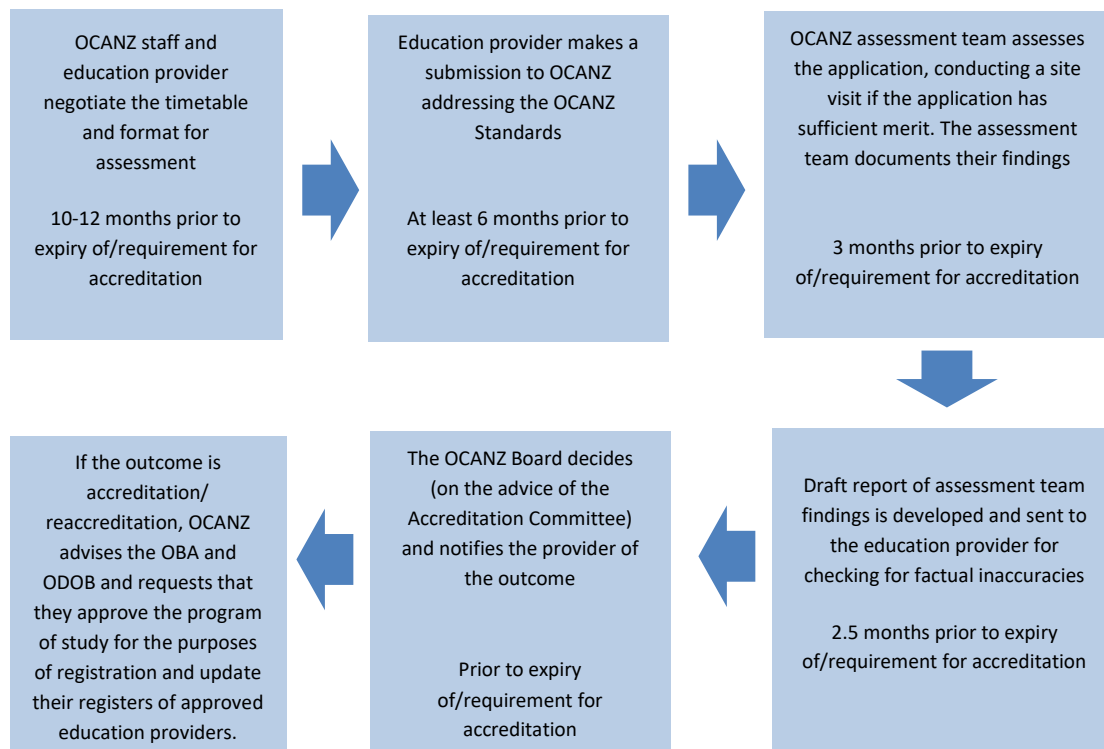 OCANZ staff and
education provider
negotiate the timetable
and format for
assessment
10-12 months prior to
expiry of/requirement for
accreditation
Education provider makes a
submission to OCANZ
addressing the OCANZ
Standards
At least 6 months prior to
expiry of/requirement for
accreditation
OCANZ assessment team assesses
the application, conducting a site
visit if the application has
sufficient merit. The assessment
team documents their findings
3 months prior to expiry
of/requirement for accreditation
Draft report of assessment team
findings is developed and sent to
the education provider for
checking for factual inaccuracies
2.5 months prior to expiry
of/requirement for accreditation
The OCANZ Board decides
(on the advice of the
Accreditation Committee)
and notifies the provider of
the outcome
Prior to expiry
of/requirement for
accreditation
If the outcome is
accreditation/
reaccreditation, OCANZ
advises the OBA and
ODOB and requests that
they approve the program
of study for the purposes
of registration and update
their registers of approved
education providers.